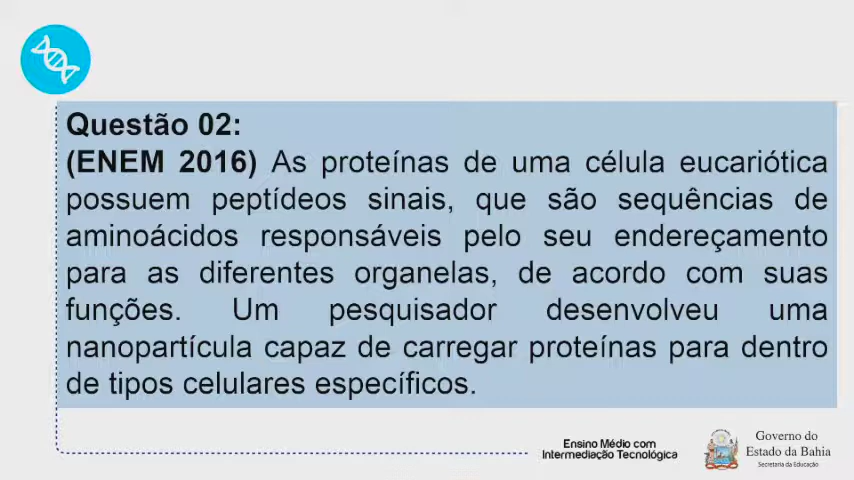 Questão 02:
(ENEM 2016) As proteínas de uma célula eucariótica
possuem peptídeos sinais, que são sequências de
aminoácidos responsáveis pelo seu endereçamento
para as diferentes organelas, de acordo com suas
funções. Um pesquisador desenvolveu uma
nanopartícula capaz de carregar proteínas para dentro
de tipos celulares específicos.
Ensino Médio com
Intermediação Tecnológica
Governo do
Estado da Bahia
Secretaria da Educação